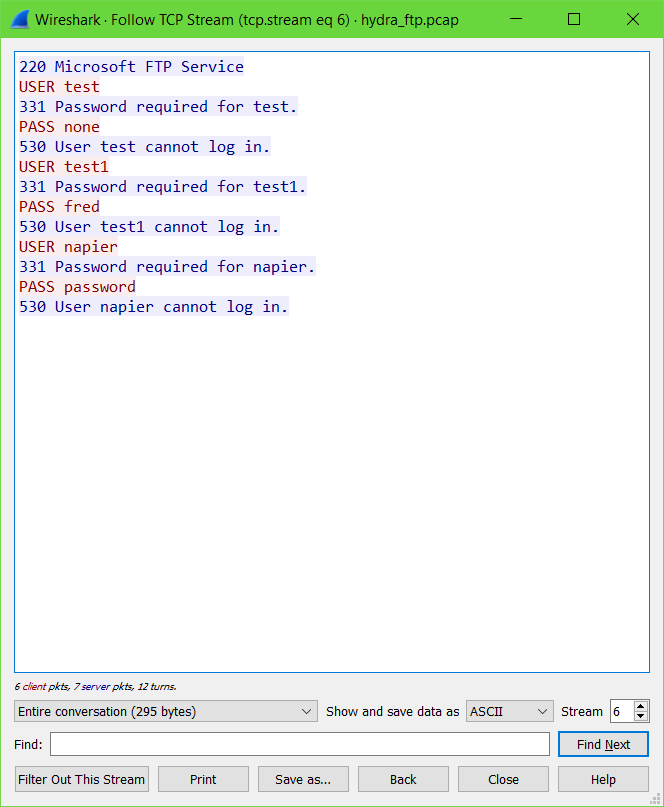 Wireshark · Follow TCP Stream (tcp.stream eq 6) · hydra_ftp.pcap
220 Microsoft FTP Service
USER test
331 Password required for test.
PASS none
530 User test cannot log in.
USER test1
331 Password required for test1.
PASS fred
530 User test1 cannot log in.
USER napier
331 Password required for napier.
PASS password
530 User napier cannot log in.
6 client pkts, 7 server pkts, 12 turns.
Entire conversation (295 bytes) Show and save data as ASCII Stream 6
Find: Find Next
Filter Out This Stream Print Save as... Back Close Help